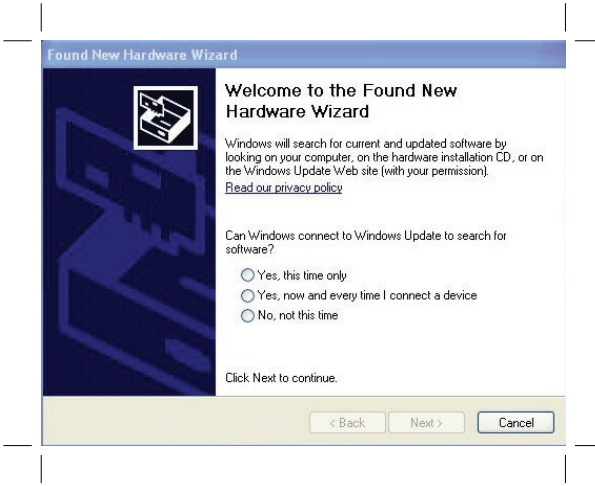 Found New Hardware Wizard
Welcome to the Found New
Hardware Wizard
Windows will search for current and updated software by
looking on your computer, on the hardware installation CD, or on
the Windows Update Web site (with your permission).
Read our privacy policy
Can Windows connect to Windows Update to search for
software?
Yes, this time only
Yes, now and every time I connect a device
No, not this time
Click Next to continue.
< Back Next > Cancel